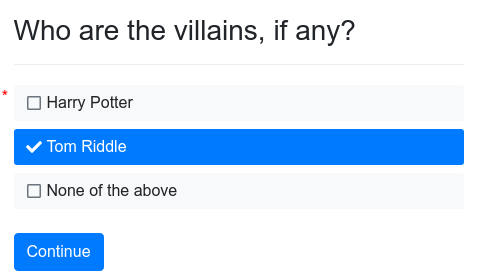 Who are the villains, if any?
* Harry Potter
Tom Riddle
None of the above
Continue